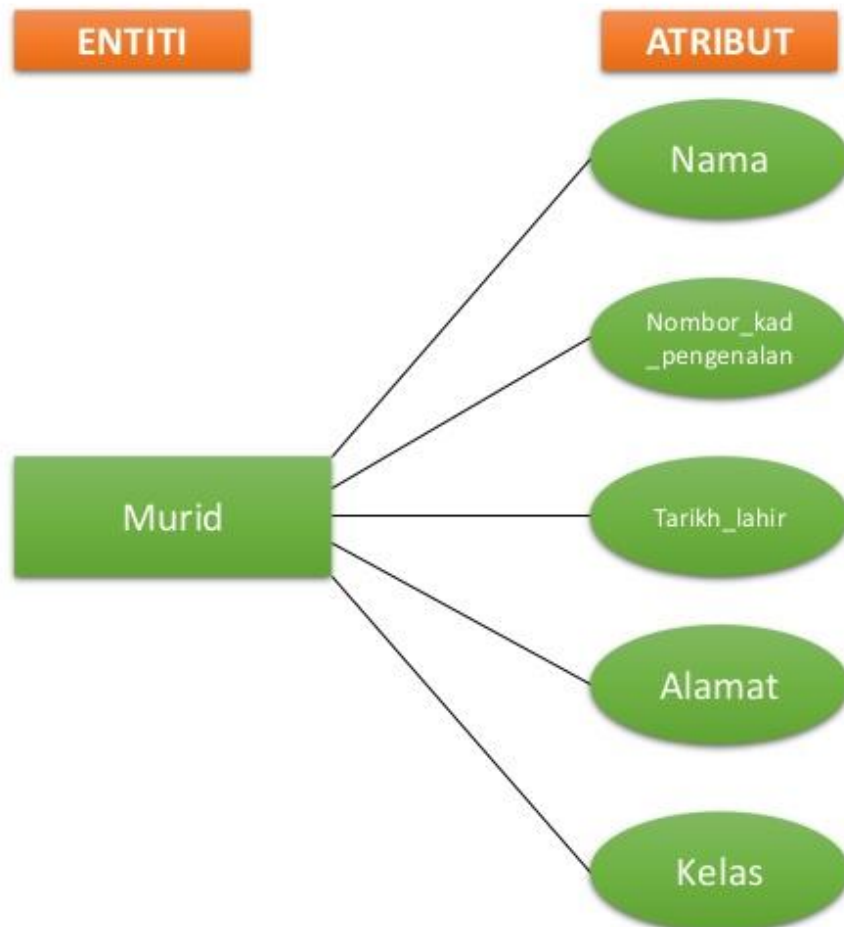 ENTITI
ATRIBUT
Nama
Nombor_kad
_pengenalan
Murid
Tarikh_lahir
Alamat
Kelas